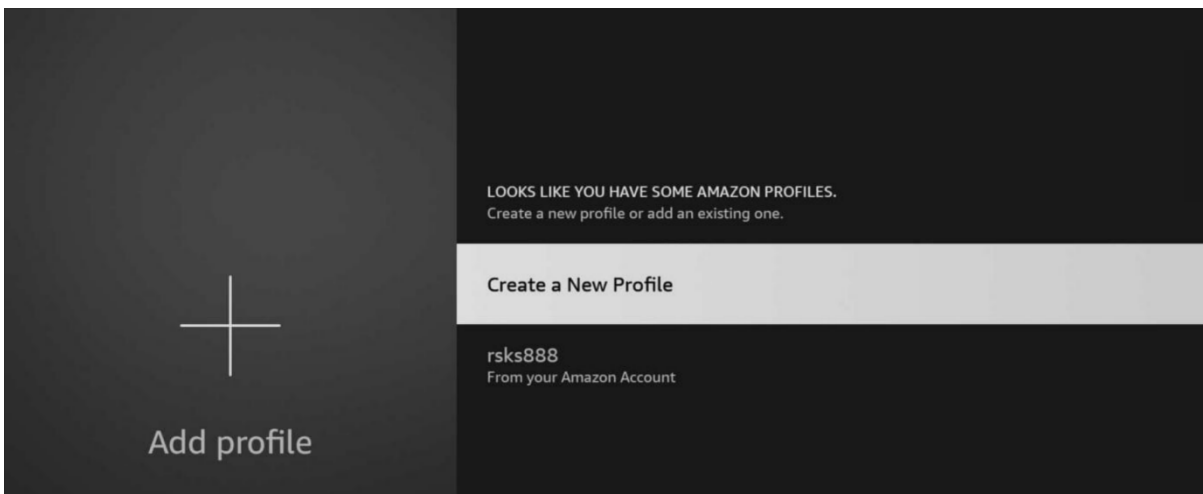 LOOKS LIKE YOU HAVE SOME AMAZON PROFILES.
Create a new profile or add an existing one.
Create a New Profile
rsks888
From your Amazon Account
Add profile